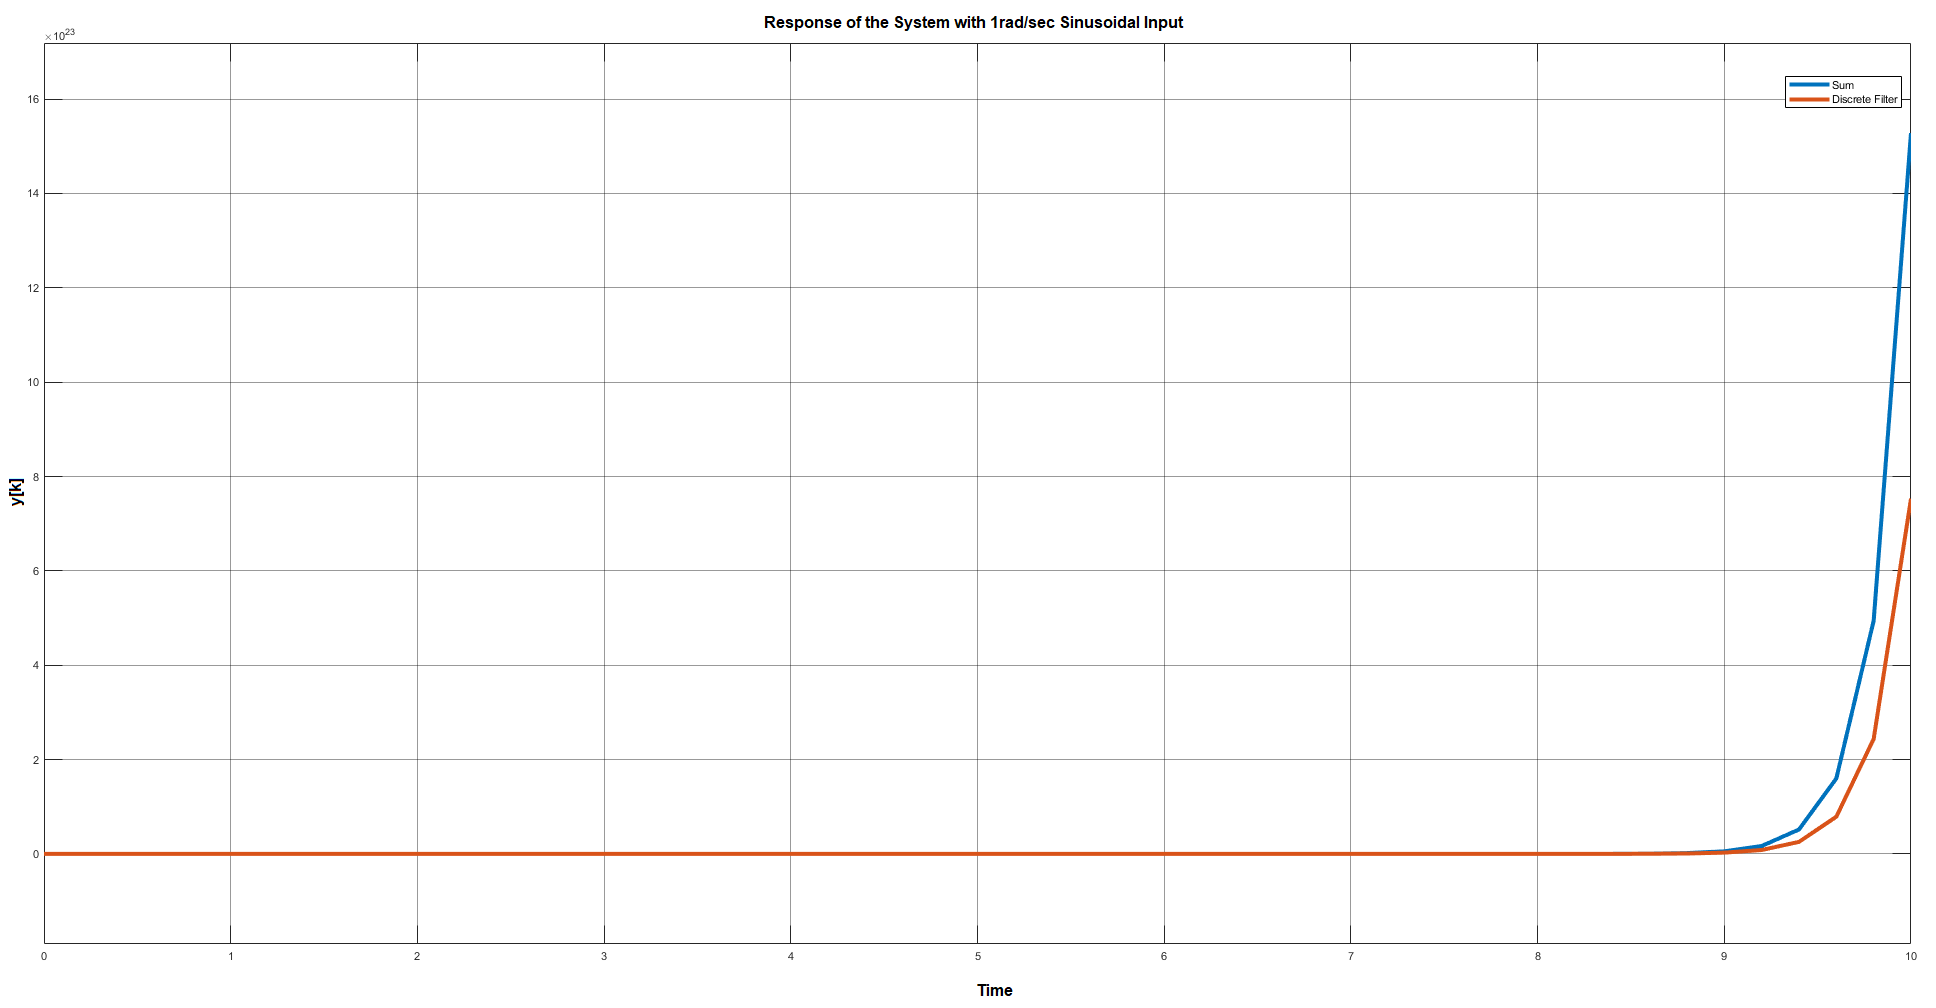 Response of the System with 1rad/sec Sinusoidal Input
×10^23
Sum
Discrete Filter
16
14
12
10
8
6
4
2
0
y[k]
0 1 2 3 4 5 6 7 8 9 10
Time